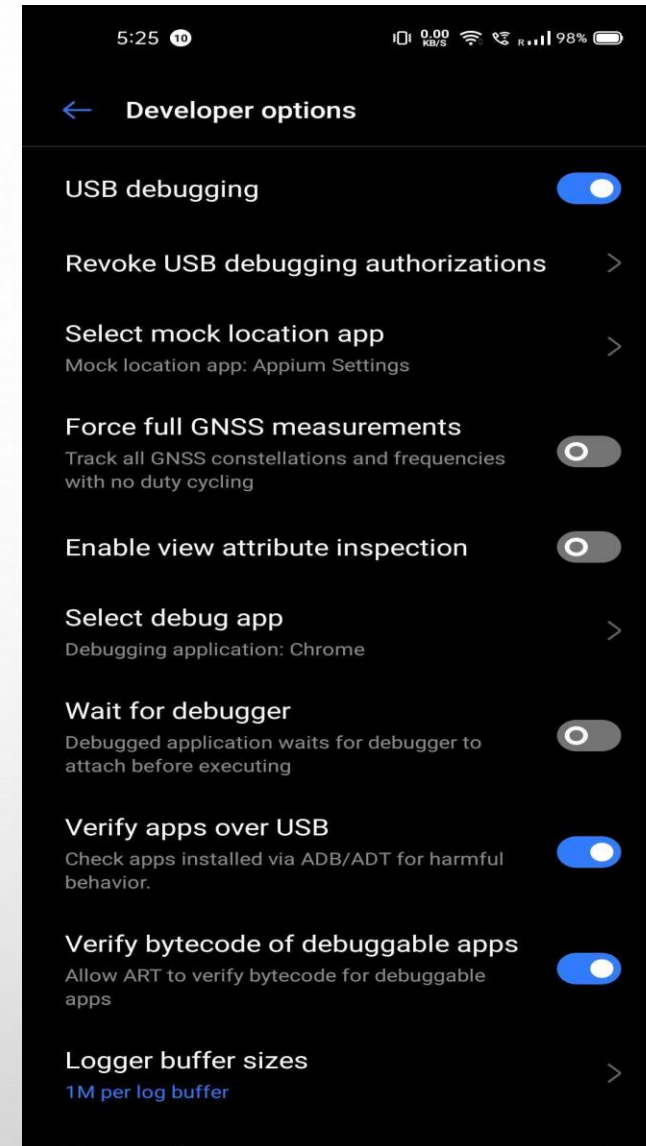 5:25 10 0.00 KB/S R 98%
Developer options
USB debugging
Revoke USB debugging authorizations
Select mock location app
Mock location app: Appium Settings
Force full GNSS measurements
Track all GNSS constellations and frequencies
with no duty cycling
Enable view attribute inspection
Select debug app
Debugging application: Chrome
Wait for debugger
Debugged application waits for debugger to
attach before executing
Verify apps over USB
Check apps installed via ADB/ADT for harmful
behavior.
Verify bytecode of debuggable apps
Allow ART to verify bytecode for debuggable
apps
Logger buffer sizes
1M per log buffer